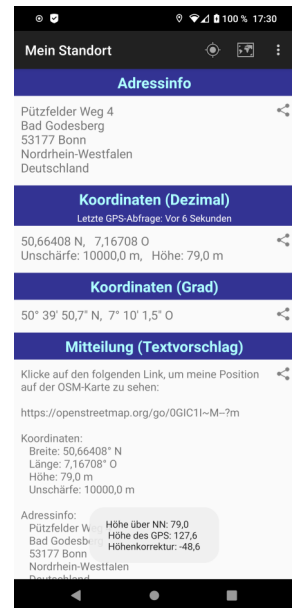 100 % 17:30
Mein Standort
Adressinfo
Pützfelder Weg 4
Bad Godesberg
53177 Bonn
Nordrhein-Westfalen
Deutschland
Koordinaten (Dezimal)
Letzte GPS-Abfrage: Vor 6 Sekunden
50,66408 N, 7,16708 O
Unschärfe: 10000,0 m, Höhe: 79,0 m
Koordinaten (Grad)
50° 39' 50,7" N, 7° 10' 1,5" O
Mitteilung (Textvorschlag)
Klicke auf den folgenden Link, um meine Position
auf der OSM-Karte zu sehen:
https://openstreetmap.org/go/0GIC1I~M--?m
Koordinaten:
Breite: 50,66408° N
Länge: 7,16708° O
Höhe: 79,0 m
Unschärfe: 10000,0 m
Adressinfo:
Pützfelder W
Bad Godesb
53177 Bonn
Nordrhein-Westfalen
Deutschland
Höhe über NN: 79,0
Höhe des GPS: 127,6
Höhenkorrektur: -48,6